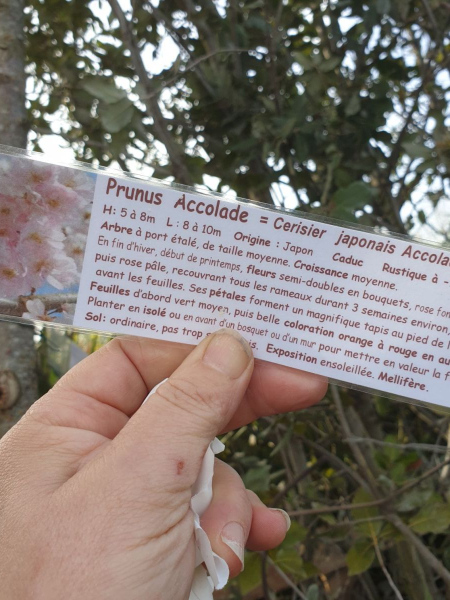 Prunus Accolade = Cerisier japonais Accola
H: 5 à 8m L: 8 à 10m Origine : Japon Caduc Rustique à -
Arbre à port étalé, de taille moyenne. Croissance moyenne.
En fin d'hiver, début de printemps, fleurs semi-doubles en bouquets, rose fon
puis rose pâle, recouvrant tous les rameaux durant 3 semaines environ,
avant les feuilles. Ses pétales forment un magnifique tapis au pied de l
Feuilles d'abord vert moyen, puis belle coloration orange à rouge en au
Planter en isolé ou en avant d'un bosquet ou d'un mur pour mettre en valeur la f
Sol: ordinaire, pas trop Exposition ensoleillée. Mellifère.